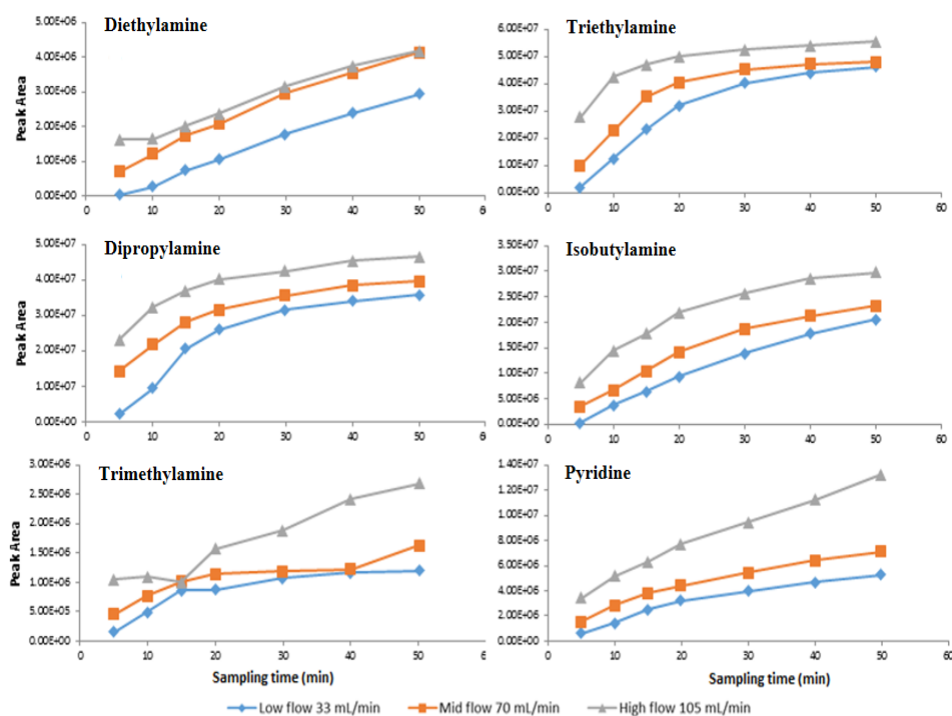 Diethylamine
Peak Area
5.00E+06
4.00E+06
3.00E+06
2.00E+06
1.00E+06
0.00E+00
0 10 20 30 40 50 6
Triethylamine
6.00E+07
5.00E+07
4.00E+07
3.00E+07
2.00E+07
1.00E+07
0.00E+00
0 10 20 30 40 50 60
Dipropylamine
Peak Area
5.00E+07
4.00E+07
3.00E+07
2.00E+07
1.00E+07
0.00E+00
0 10 20 30 40 50 6
Isobutylamine
3.50E+07
3.00E+07
2.50E+07
2.00E+07
1.50E+07
1.00E+07
5.00E+06
0.00E+00
0 10 20 30 40 50 60
Trimethylamine
Peak Area
3.00E+06
2.50E+06
2.00E+06
1.50E+06
1.00E+06
5.00E+05
0.00E+00
0 10 20 30 40 50 6
Sampling time (min)
Pyridine
1.40E+07
1.20E+07
1.00E+07
8.00E+06
6.00E+06
4.00E+06
2.00E+06
0.00E+00
0 10 20 30 40 50 60
Sampling time (min)
Low flow 33 mL/min Mid flow 70 mL/min High flow 105 mL/min